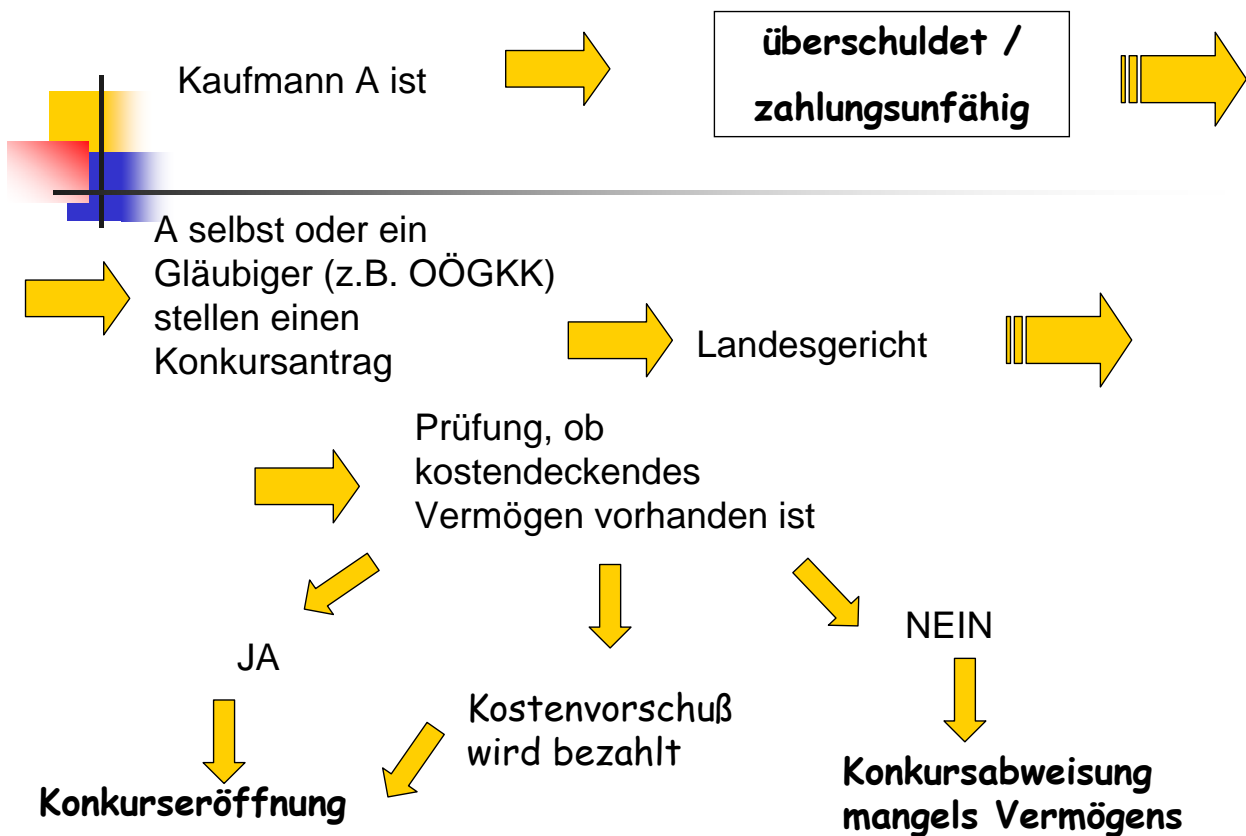 Kaufmann A ist
überschuldet /
zahlungsunfähig
A selbst oder ein
Gläubiger (z.B. OÖGKK)
stellen einen
Konkursantrag
Landesgericht
Prüfung, ob
kostendeckendes
Vermögen vorhanden ist
JA
NEIN
Kostenvorschuß
wird bezahlt
Konkurseröffnung
Konkursabweisung
mangels Vermögens